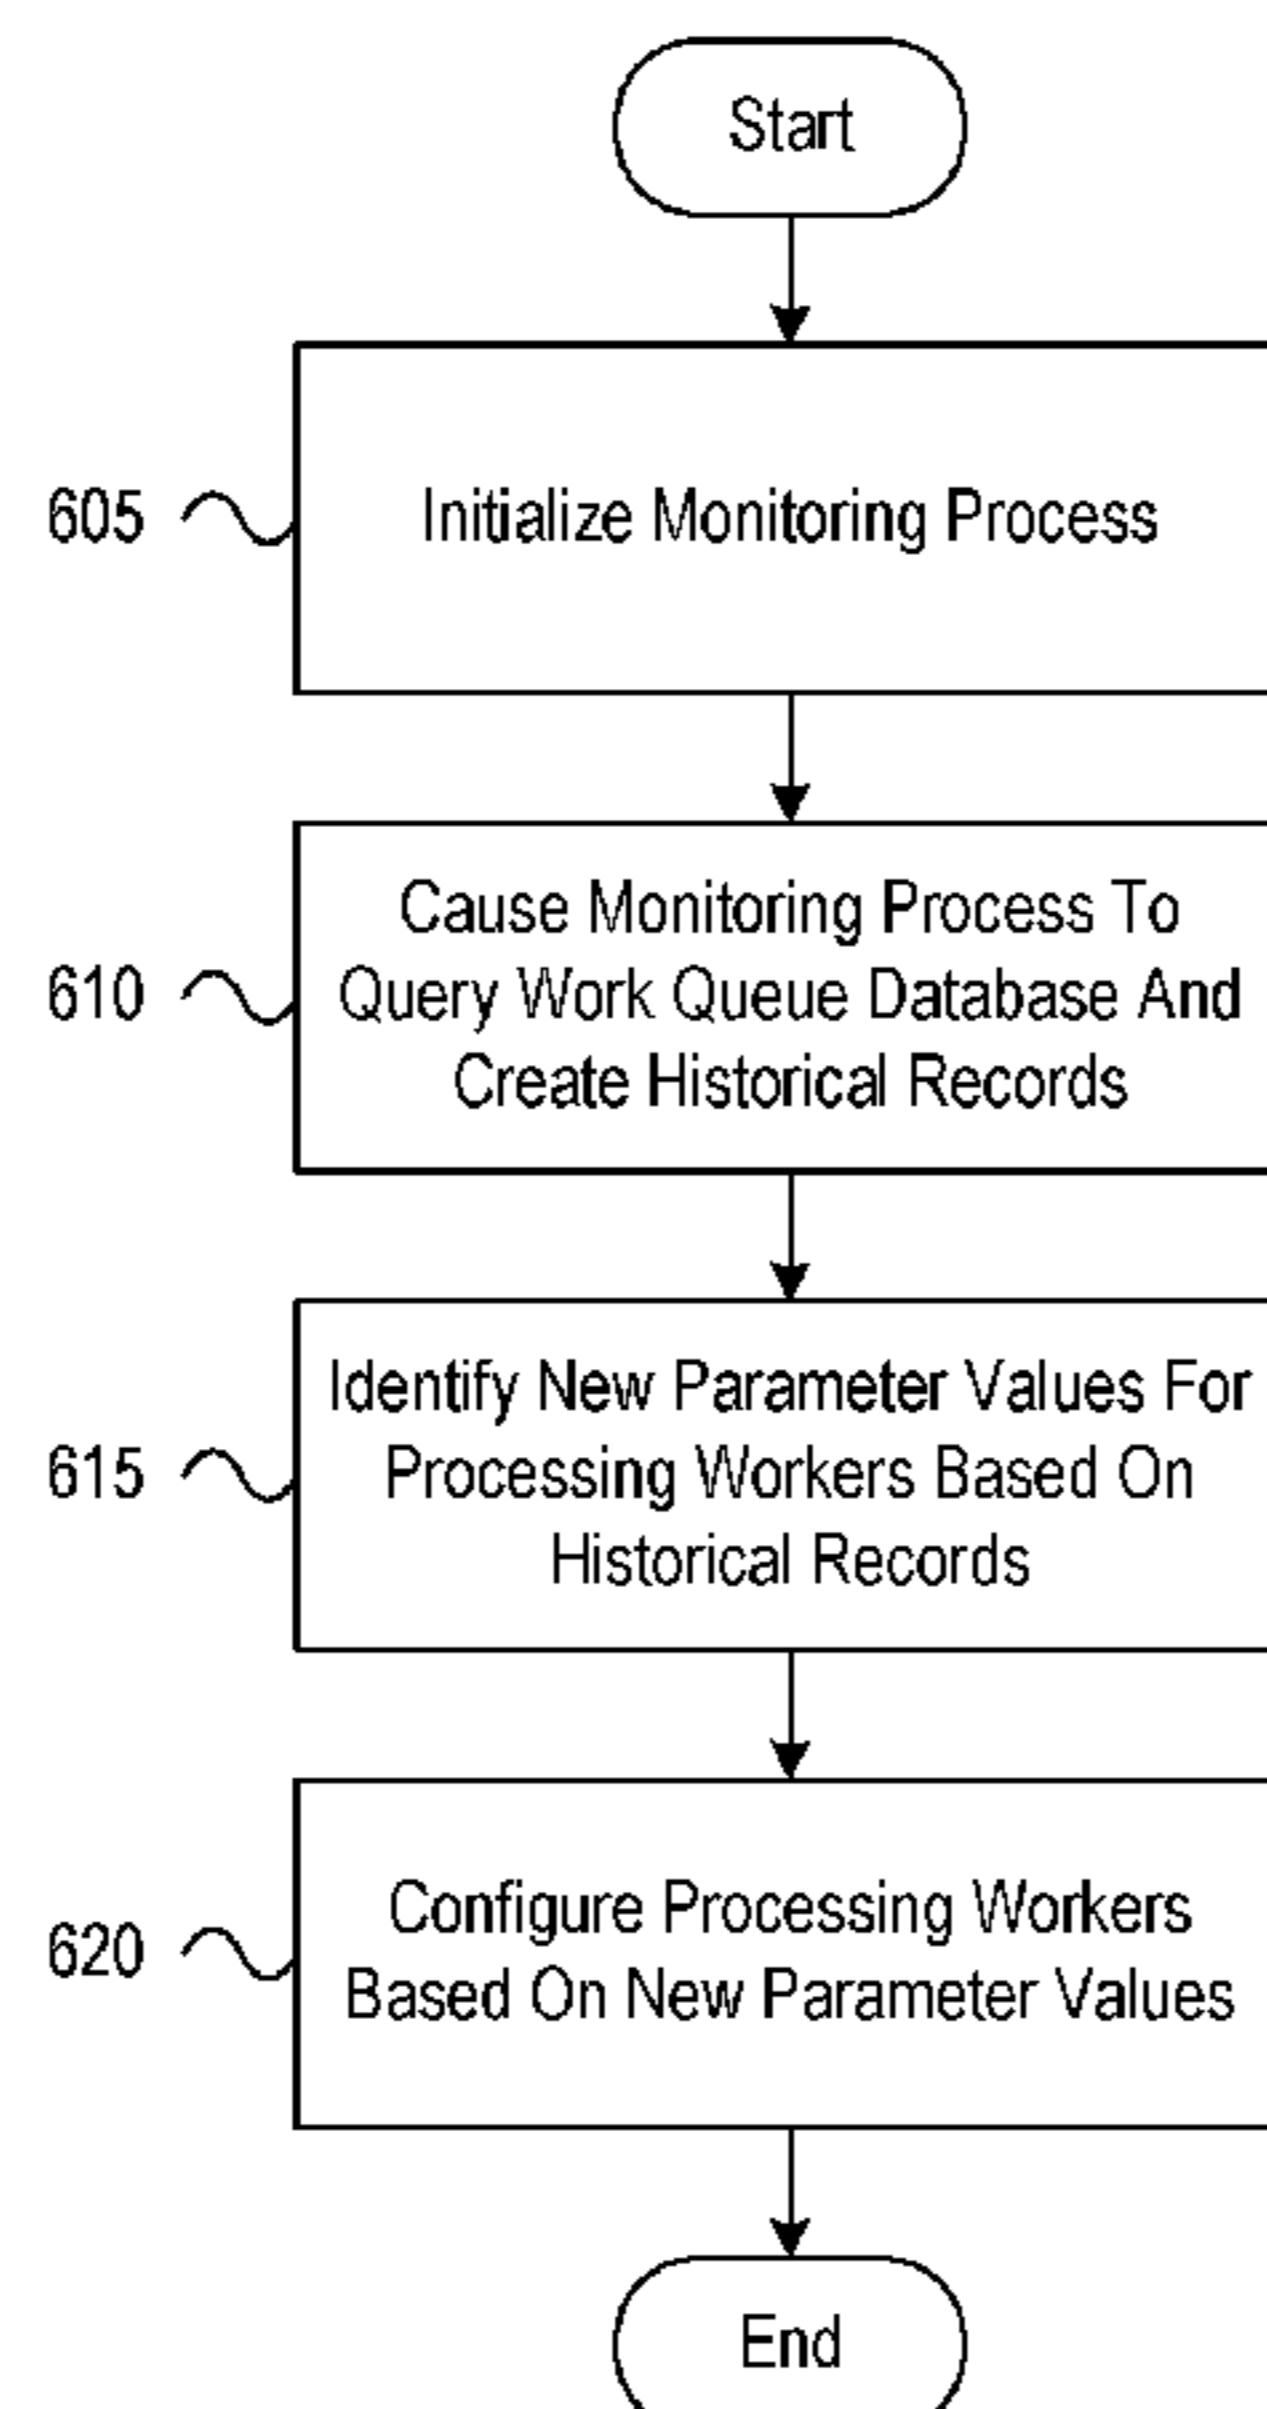 Start
605
Initialize Monitoring Process
610
Cause Monitoring Process To
Query Work Queue Database And
Create Historical Records
615
Identify New Parameter Values For
Processing Workers Based On
Historical Records
620
Configure Processing Workers
Based On New Parameter Values
End